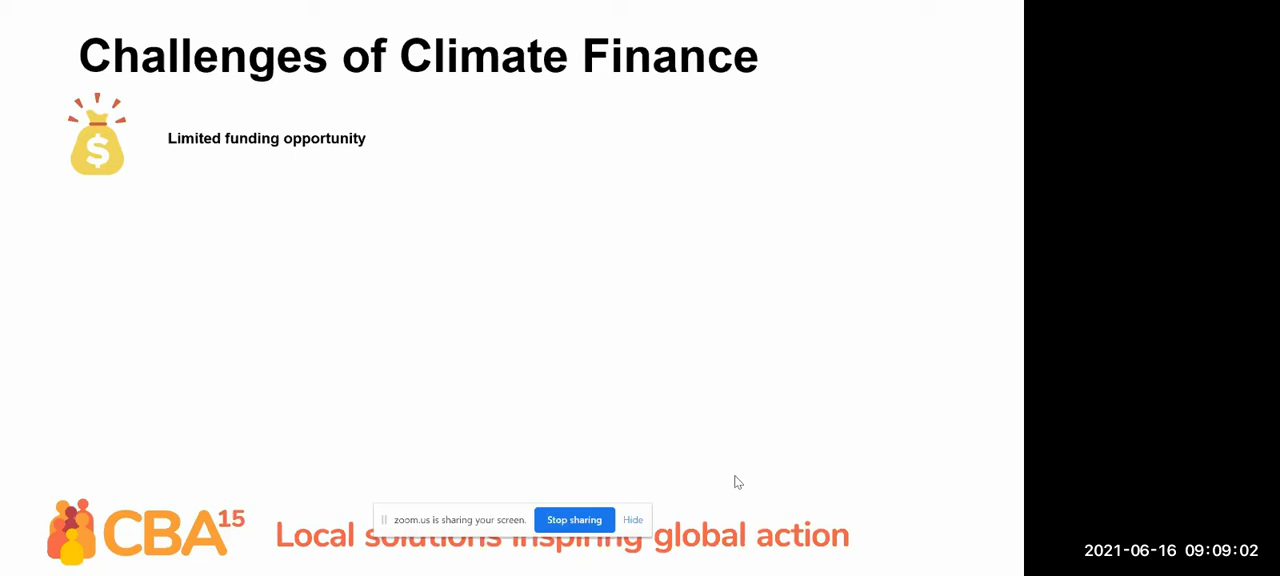 Challenges of Climate Finance
$
Limited funding opportunity
zoom.us is sharing your screen. Stop sharing Hide
CBA15 Local solutions inspiring global action
2021-06-16 09:09:02